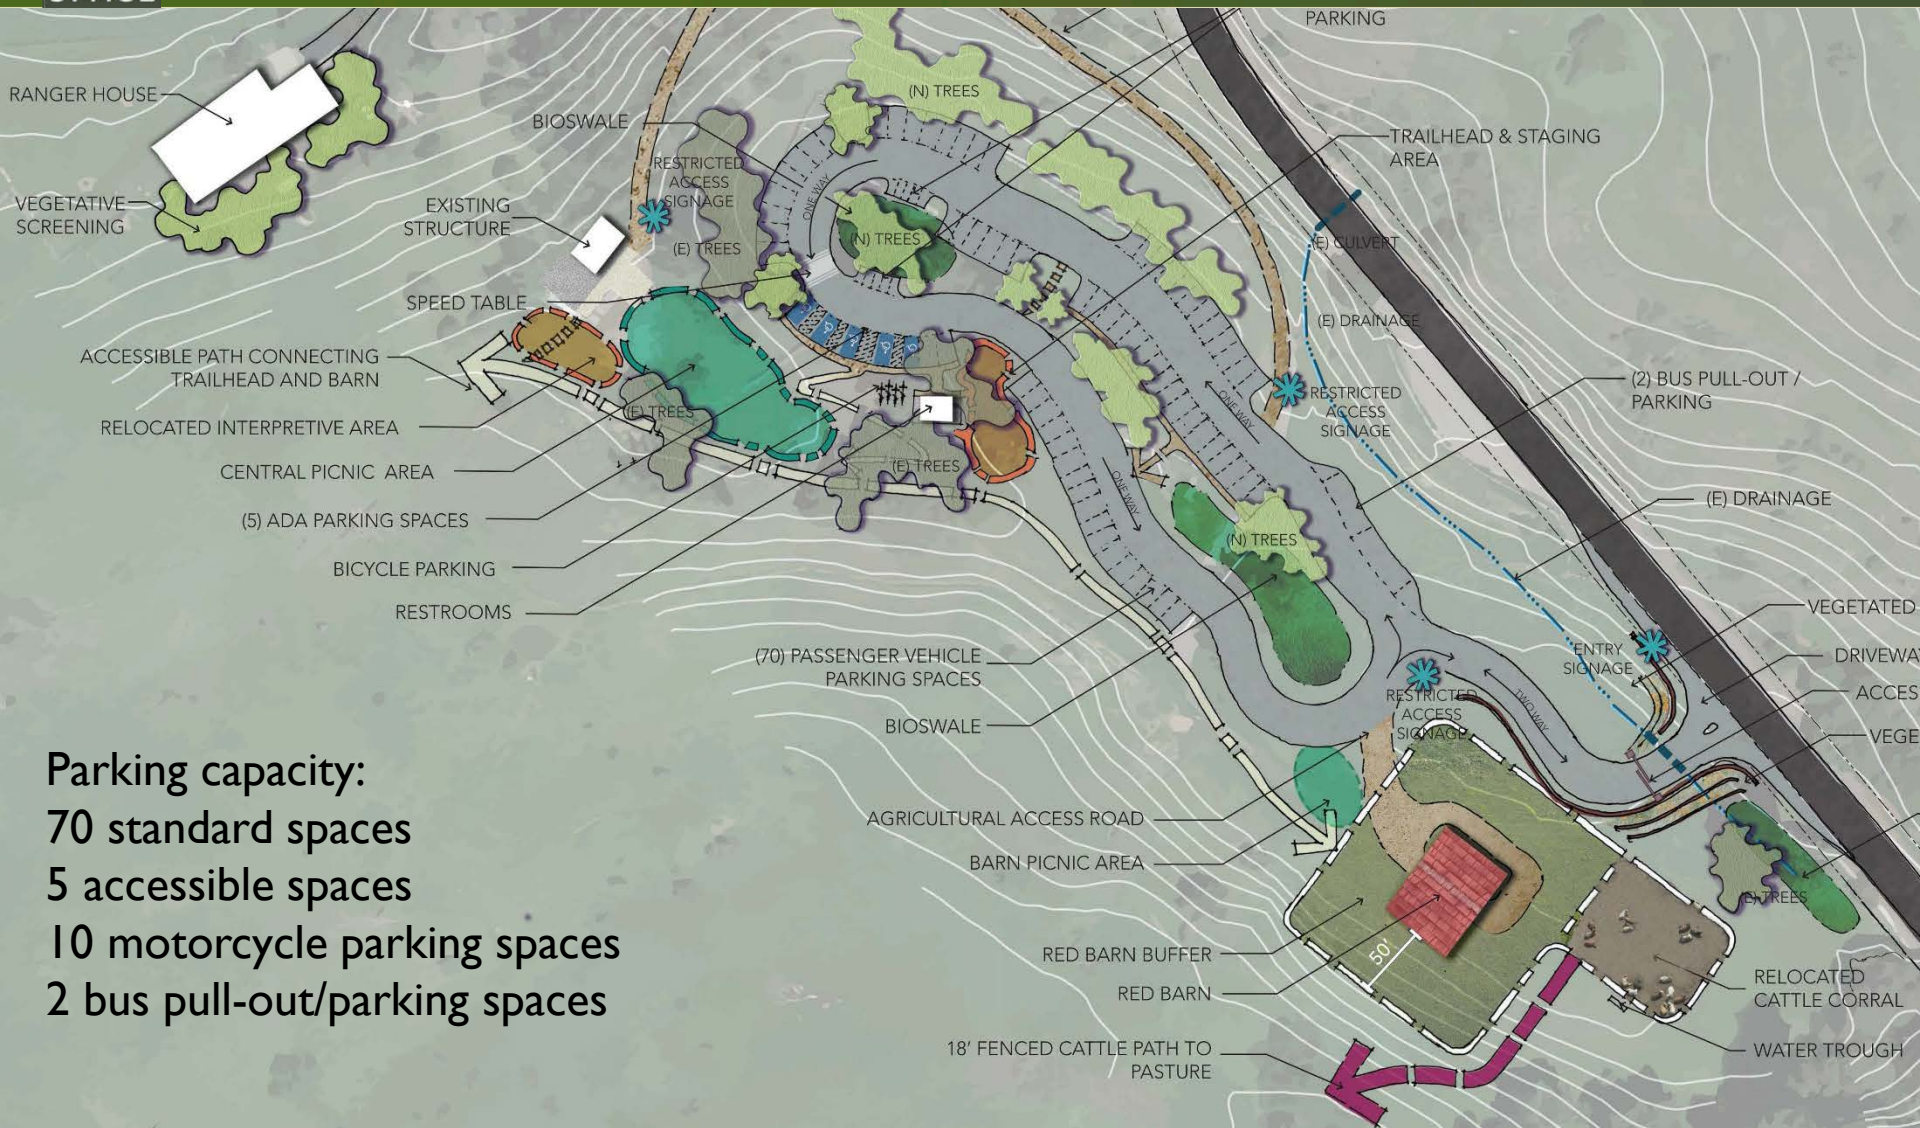 SPACE
PARKING
RANGER HOUSE
(N) TREES
BIOSWALE
TRAILHEAD & STAGING
AREA
RESTRICTED
ACCESS
SIGNAGE
ONE WAY
VEGETATIVE
SCREENING
EXISTING
STRUCTURE
(E) TREES
(N) TREES
(E) CULVERT
SPEED TABLE
(E) DRAINAGE
ACCESSIBLE PATH CONNECTING
TRAILHEAD AND BARN
(2) BUS PULL-OUT /
PARKING
RESTRICTED
ACCESS
SIGNAGE
ONE WAY
(E) TREES
RELOCATED INTERPRETIVE AREA
CENTRAL PICNIC AREA
(E) TREES
ONE WAY
(E) DRAINAGE
(5) ADA PARKING SPACES
(N) TREES
BICYCLE PARKING
RESTROOMS
VEGETATED
ENTRY
SIGNAGE
(70) PASSENGER VEHICLE
PARKING SPACES
DRIVEWAY
ACCES
RESTRICTED
ACCESS
SIGNAGE
TWO WAY
BIOSWALE
VEGE
Parking capacity:
70 standard spaces
5 accessible spaces
10 motorcycle parking spaces
2 bus pull-out/parking spaces
AGRICULTURAL ACCESS ROAD
BARN PICNIC AREA
(E) TREES
RED BARN BUFFER
50'
RED BARN
RELOCATED
CATTLE CORRAL
18' FENCED CATTLE PATH TO
PASTURE
WATER TROUGH